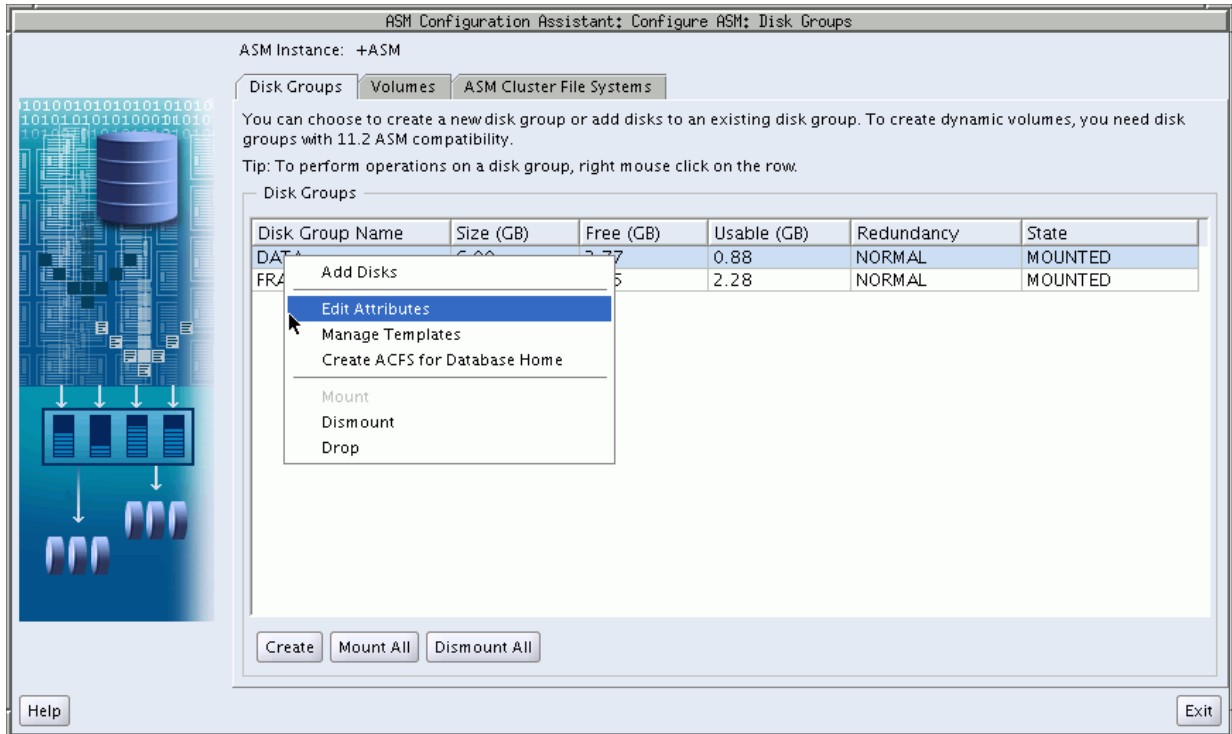 ASM Configuration Assistant: Configure ASM: Disk Groups
ASM Instance: +ASM
Disk Groups Volumes ASM Cluster File Systems
You can choose to create a new disk group or add disks to an existing disk group. To create dynamic volumes, you need disk
groups with 11.2 ASM compatibility.
Tip: To perform operations on a disk group, right mouse click on the row.
Disk Groups
Disk Group Name Size (GB) Free (GB) Usable (GB) Redundancy State
DATA 0.88 NORMAL MOUNTED
FRA 2.28 NORMAL MOUNTED
Add Disks
Edit Attributes
Manage Templates
Create ACFS for Database Home
Mount
Dismount
Drop
Create Mount All Dismount All
Help Exit